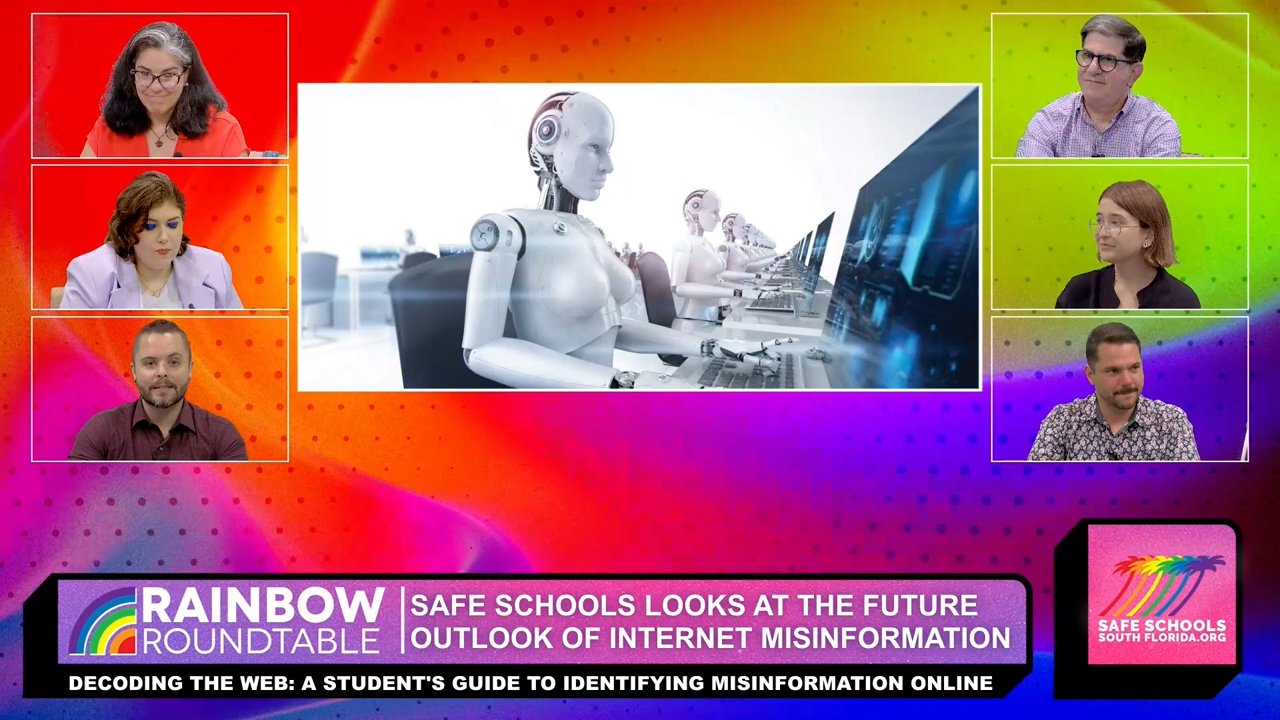 RAINBOW
ROUNDTABLE
SAFE SCHOOLS LOOKS AT THE FUTURE
OUTLOOK OF INTERNET MISINFORMATION
DECODING THE WEB: A STUDENT'S GUIDE TO IDENTIFYING MISINFORMATION ONLINE
SAFE SCHOOLS
SOUTH FLORIDA.ORG